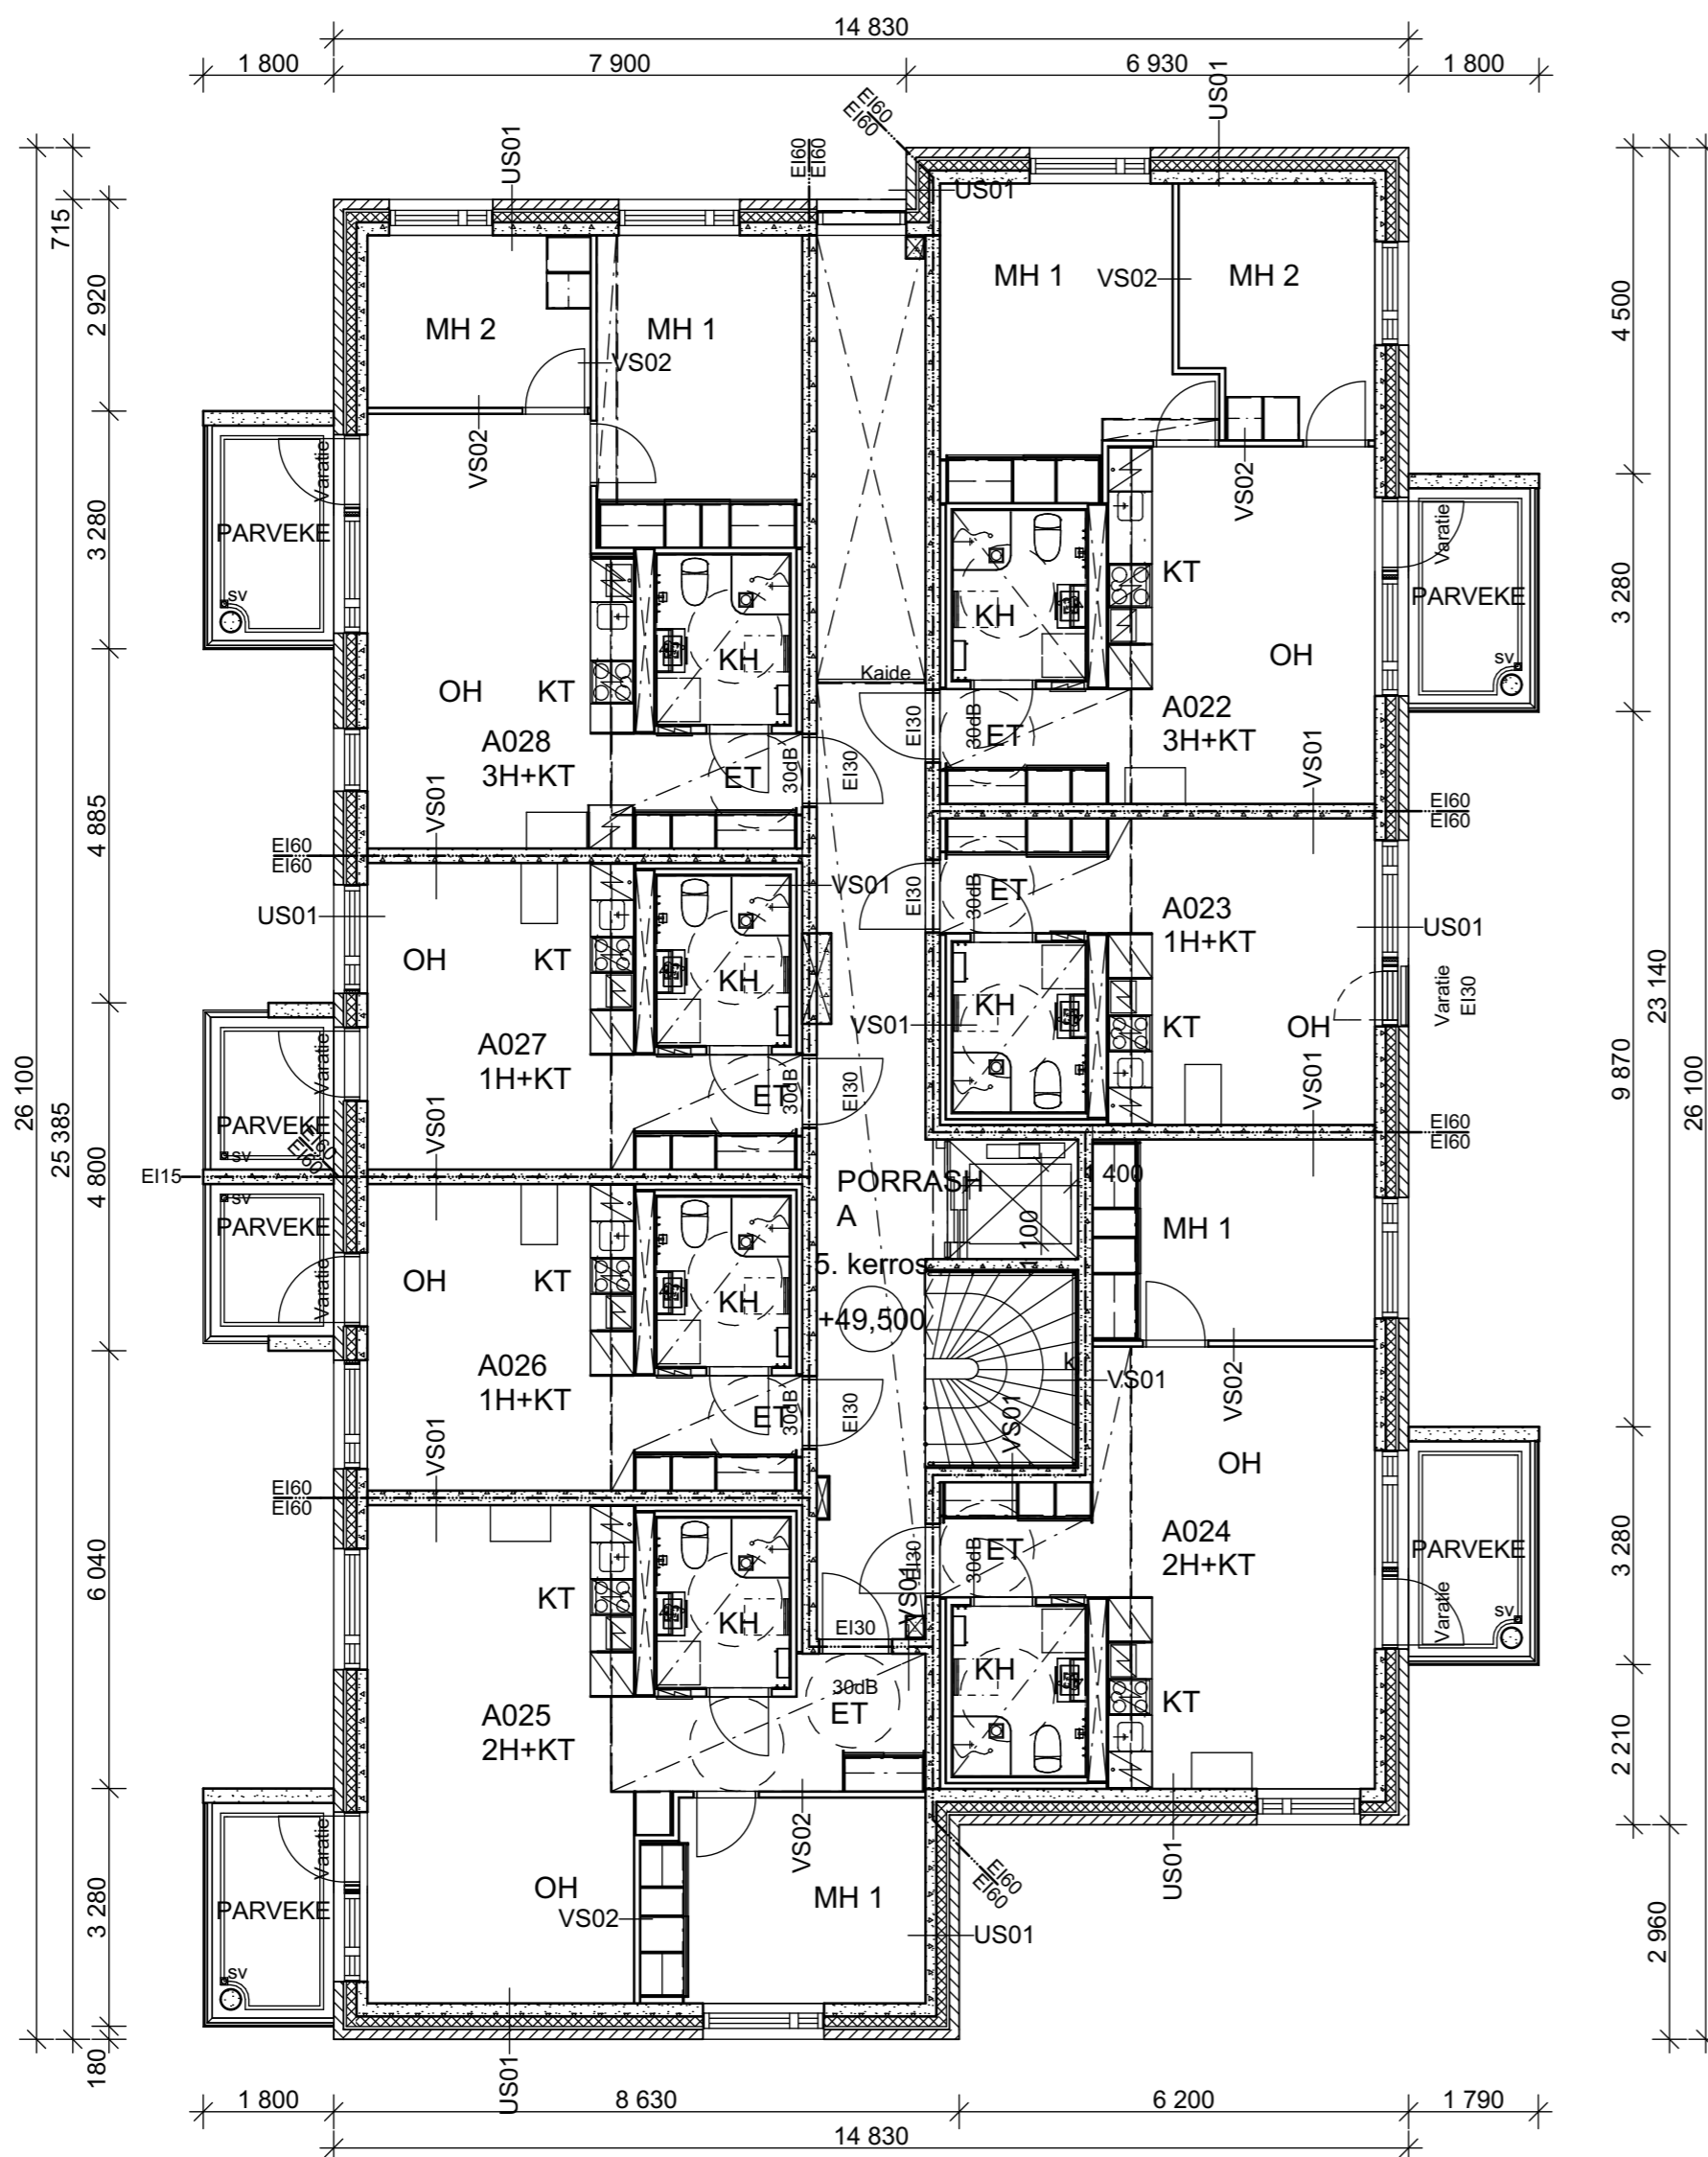 14 830
1 800
7 900
6 930
1 800
US01
US01
EI60
EI60
EI60
EI60
US01
715
2 920
3 280
4 885
4 800
6 040
3 280
180
25 385
26 100
4 500
3 280
9 870
3 280
2 210
2 960
23 140
26 100
MH 2
MH 1
VS02
VS02
MH 1
VS02
MH 2
VS02
Varatie
PARVEKE
sv
Varatie
PARVEKE
sv
KH
OH
KT
A028
3H+KT
ET
30dB
EI30
Kaide
KH
KT
OH
A022
3H+KT
ET
30dB
EI30
VS01
EI60
EI60
VS01
EI60
EI60
US01
OH
KT
KH
VS01
A027
1H+KT
ET
30dB
EI30
VS01
EI30
30dB
ET
A023
1H+KT
US01
KH
VS01
KT
OH
Varatie
EI30
VS01
EI60
EI60
Varatie
PARVEKE
sv
EI60
EI60
EI15
sv
PARVEKE
Varatie
PORRASH
A
5. kerros
+49,500
1 400
1 100
MH 1
VS02
OH
KT
KH
A026
1H+KT
ET
30dB
EI30
VS01
VS01
VS01
EI60
EI60
OH
A024
2H+KT
ET
30dB
EI30
VS01
PARVEKE
Varatie
sv
KT
KH
EI30
30dB
ET
A025
2H+KT
KH
KT
US01
EI60
EI60
VS02
Varatie
PARVEKE
sv
OH
VS02
MH 1
US01
US01
1 800
8 630
6 200
1 790
14 830